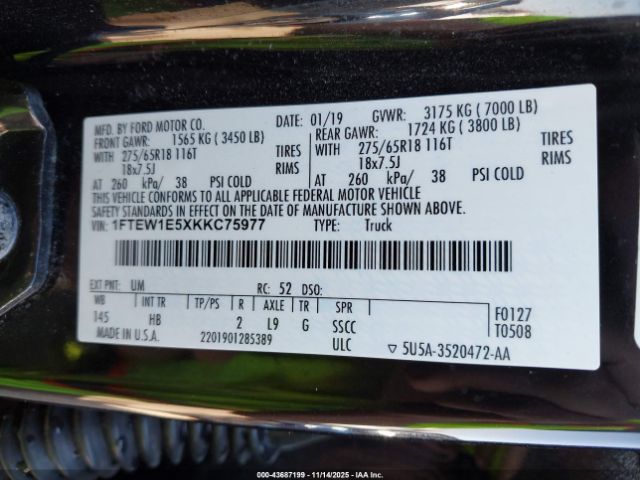 MFD. BY FORD MOTOR CO.
DATE: 01/19 GVWR: 3175 KG ( 7000 LB)
FRONT GAWR: 1565 KG ( 3450 LB)
REAR GAWR: 1724 KG ( 3800 LB)
WITH 275/65R18 116T TIRES
WITH 275/65R18 116T TIRES
18x7.5J RIMS
18x7.5J RIMS
AT 260 kPa/ 38 PSI COLD
AT 260 kPa/ 38 PSI COLD
THIS VEHICLE CONFORMS TO ALL APPLICABLE FEDERAL MOTOR VEHICLE
SAFETY STANDARDS IN EFFECT ON THE DATE OF MANUFACTURE SHOWN ABOVE.
VIN: 1FTEW1E5XKKC75977 TYPE: Truck
EXT PNT: UM RC: 52 DSO:
WB INT TR TP/PS R AXLE TR SPR
145 HB 2 L9 G SSCC
F0127
T0508
MADE IN U.S.A. 2201901285389 ULC
5U5A-3520472-AA
000-43687199 - 11/14/2025 - Copyright © IAA, LLC